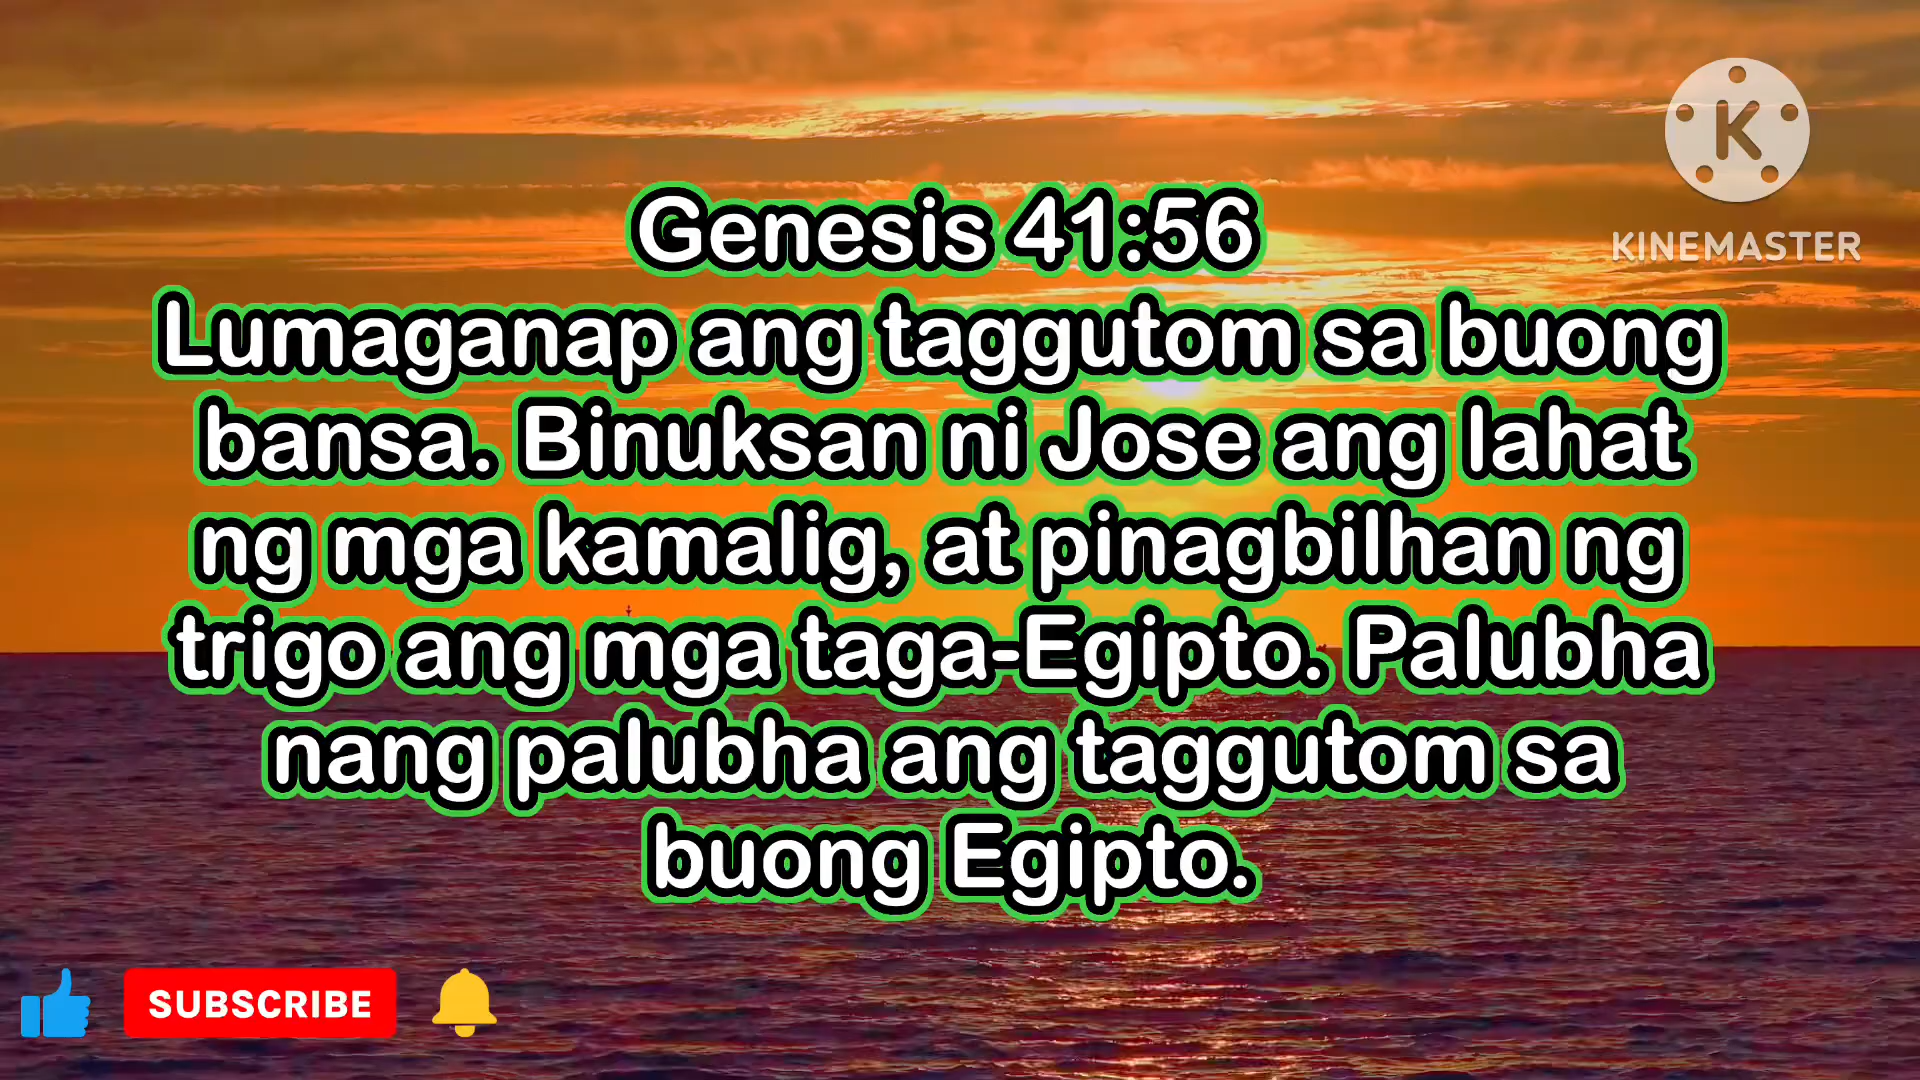 Genesis 41:56
Lumaganap ang taggutom sa buong
bansa. Binuksan ni Jose ang lahat
ng mga kamalig, at pinagbilhan ng
trigo ang mga taga-Egipto. Palubha
nang palubha ang taggutom sa
buong Egipto.
K
KINEMASTER
SUBSCRIBE